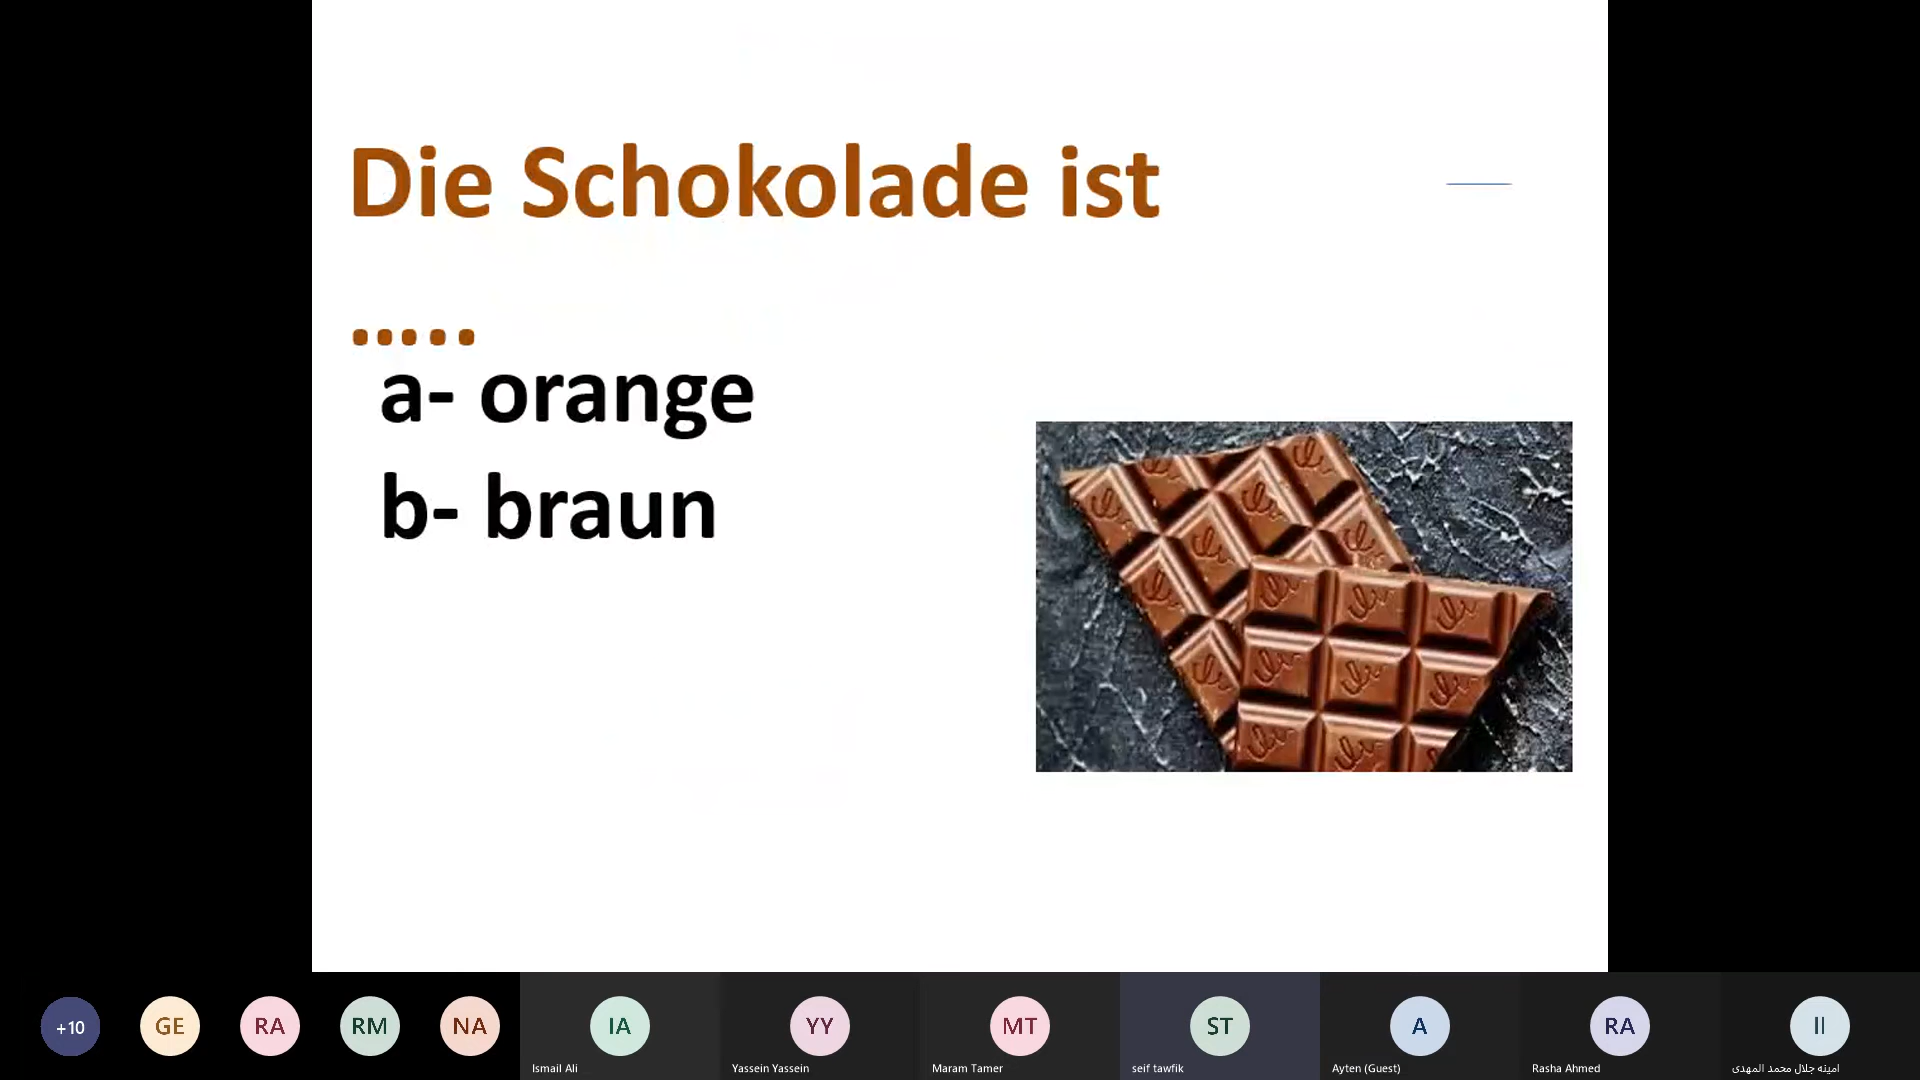 Die Schokolade ist
.....
a- orange
b- braun
+10
GE
RA
RM
NA
IA
YY
MT
ST
A
RA
II
Ismail Ali
Yassein Yassein
Maram Tamer
seif tawfik
Ayten (Guest)
Rasha Ahmed
امينه جلال محمد المهدى